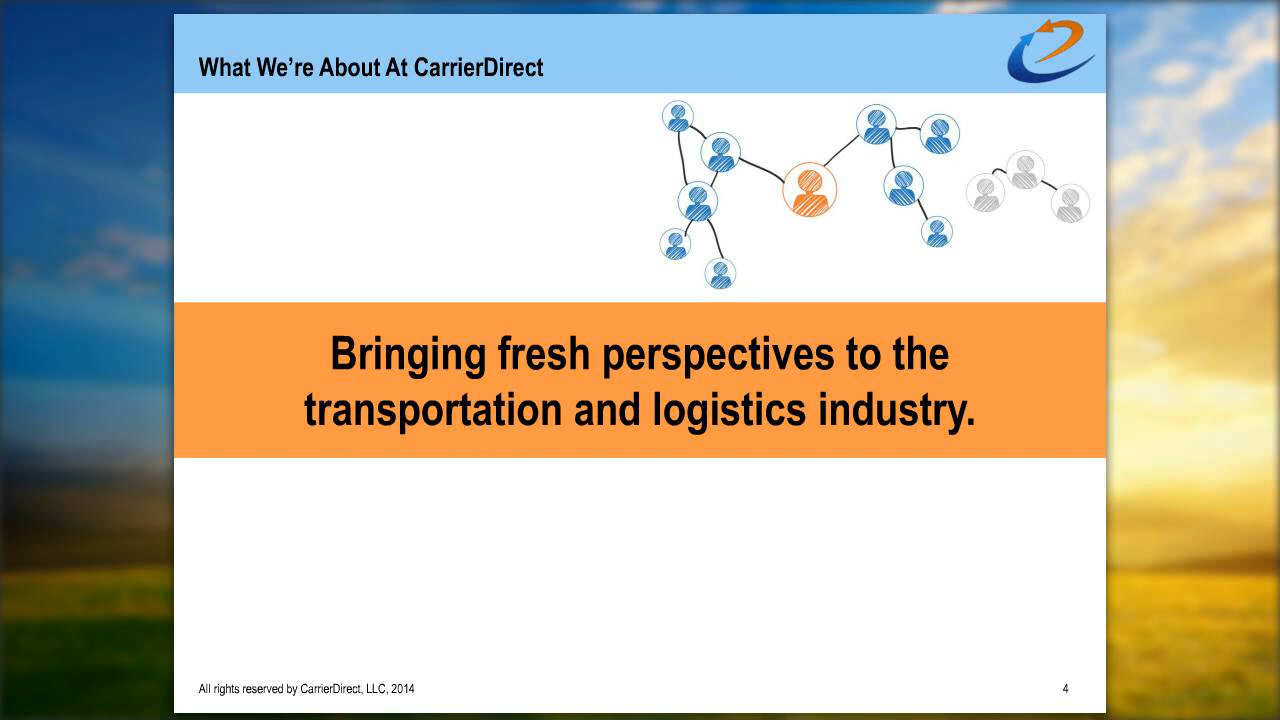 What We're About At CarrierDirect
Bringing fresh perspectives to the
transportation and logistics industry.
All rights reserved by CarrierDirect, LLC, 2014
4